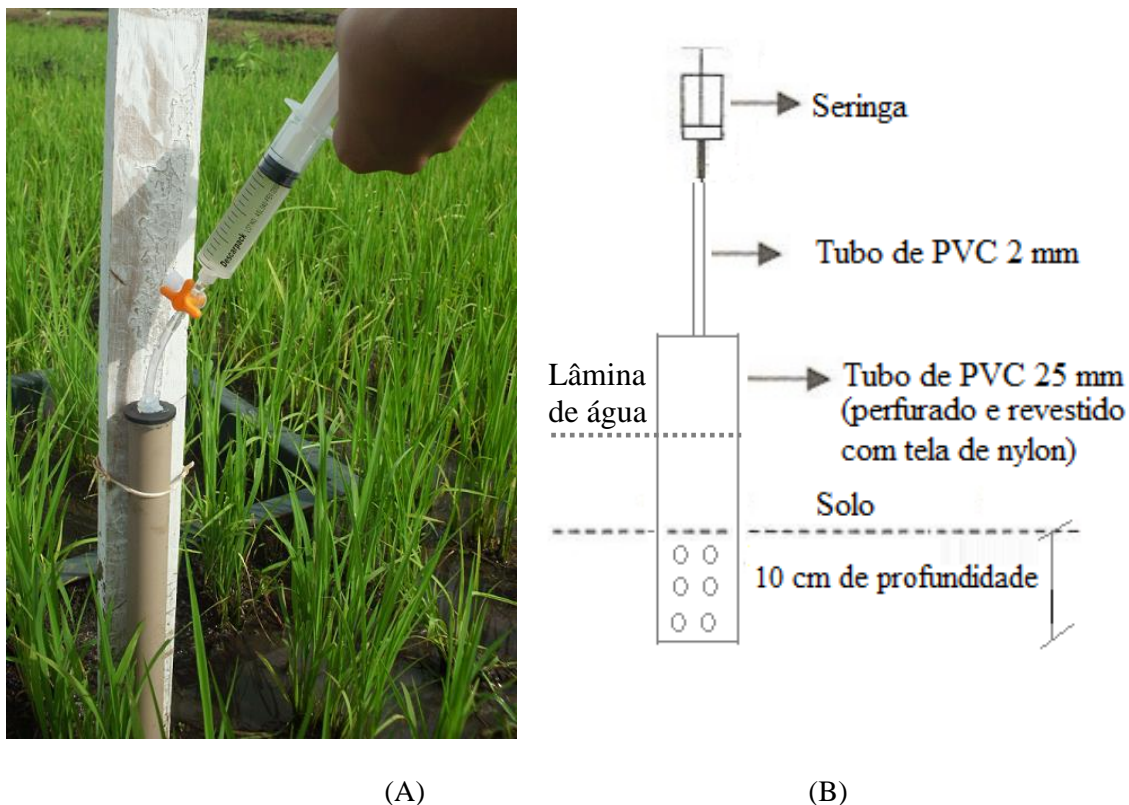 Descarpack
Seringa
Tubo de PVC 2 mm
Lâmina
de água
Tubo de PVC 25 mm
(perfurado e revestido
com tela de nylon)
Solo
10 cm de profundidade
(A)
(B)